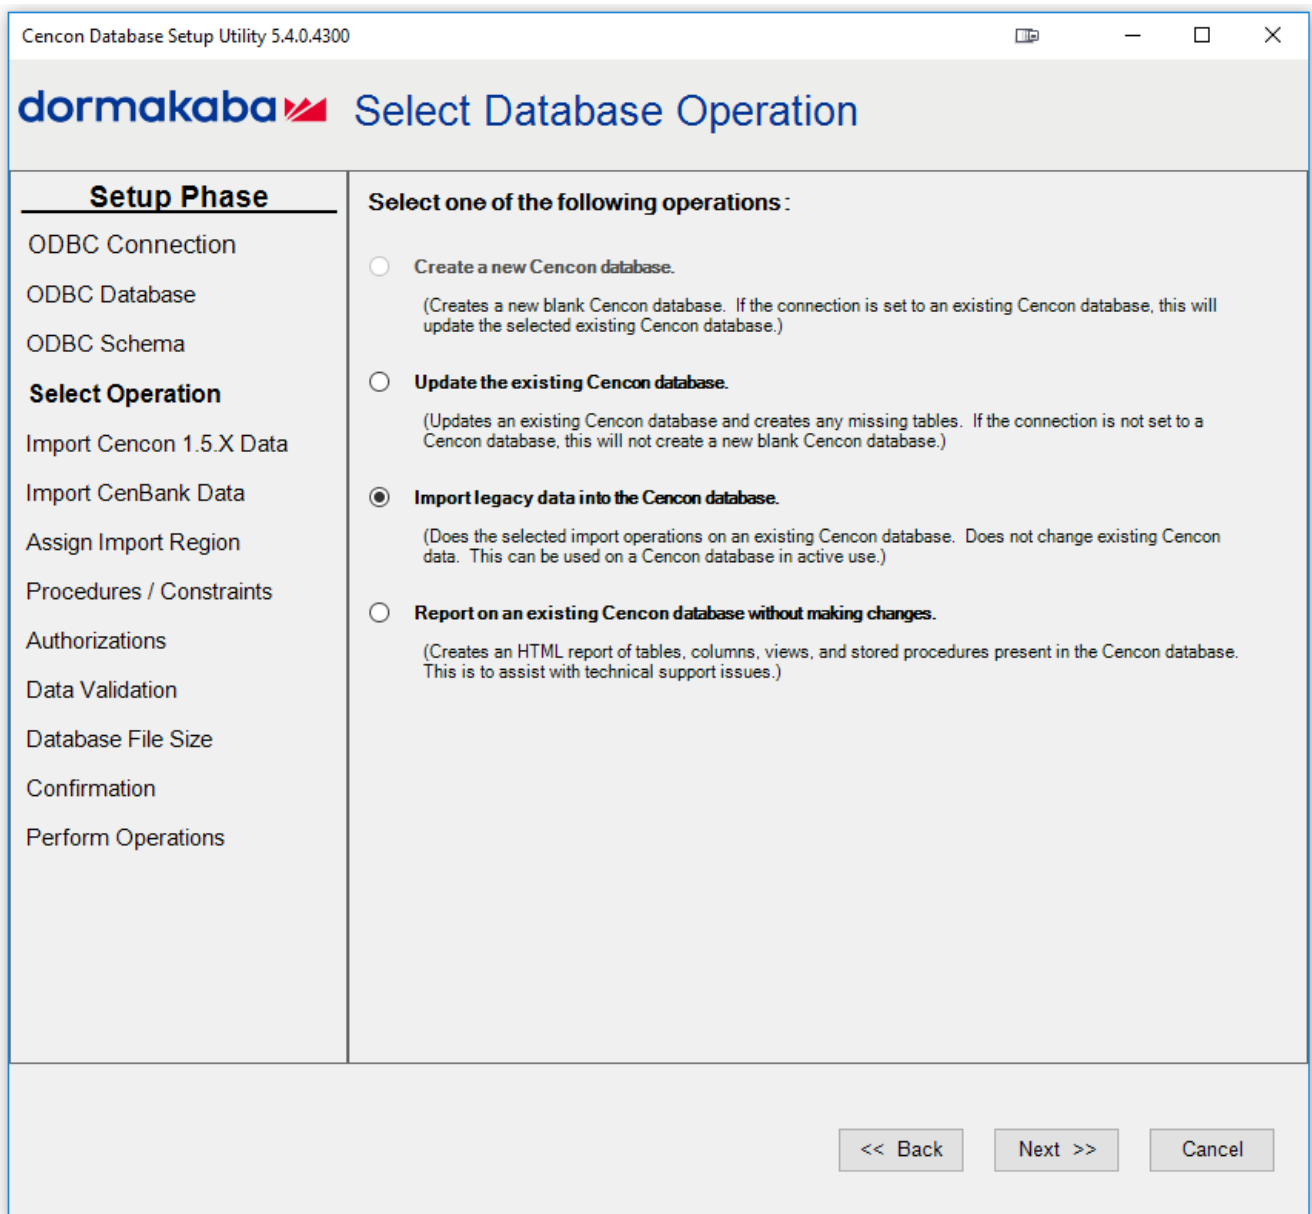 Cencon Database Setup Utility 5.4.0.4300
dormakaba
Select Database Operation
Setup Phase
ODBC Connection
ODBC Database
ODBC Schema
Select Operation
Import Cencon 1.5.X Data
Import CenBank Data
Assign Import Region
Procedures / Constraints
Authorizations
Data Validation
Database File Size
Confirmation
Perform Operations
Select one of the following operations:
Create a new Cencon database.
(Creates a new blank Cencon database. If the connection is set to an existing Cencon database, this will
update the selected existing Cencon database.)
Update the existing Cencon database.
(Updates an existing Cencon database and creates any missing tables. If the connection is not set to a
Cencon database, this will not create a new blank Cencon database.)
Import legacy data into the Cencon database.
(Does the selected import operations on an existing Cencon database. Does not change existing Cencon
data. This can be used on a Cencon database in active use.)
Report on an existing Cencon database without making changes.
(Creates an HTML report of tables, columns, views, and stored procedures present in the Cencon database.
This is to assist with technical support issues.)
<< Back
Next >>
Cancel